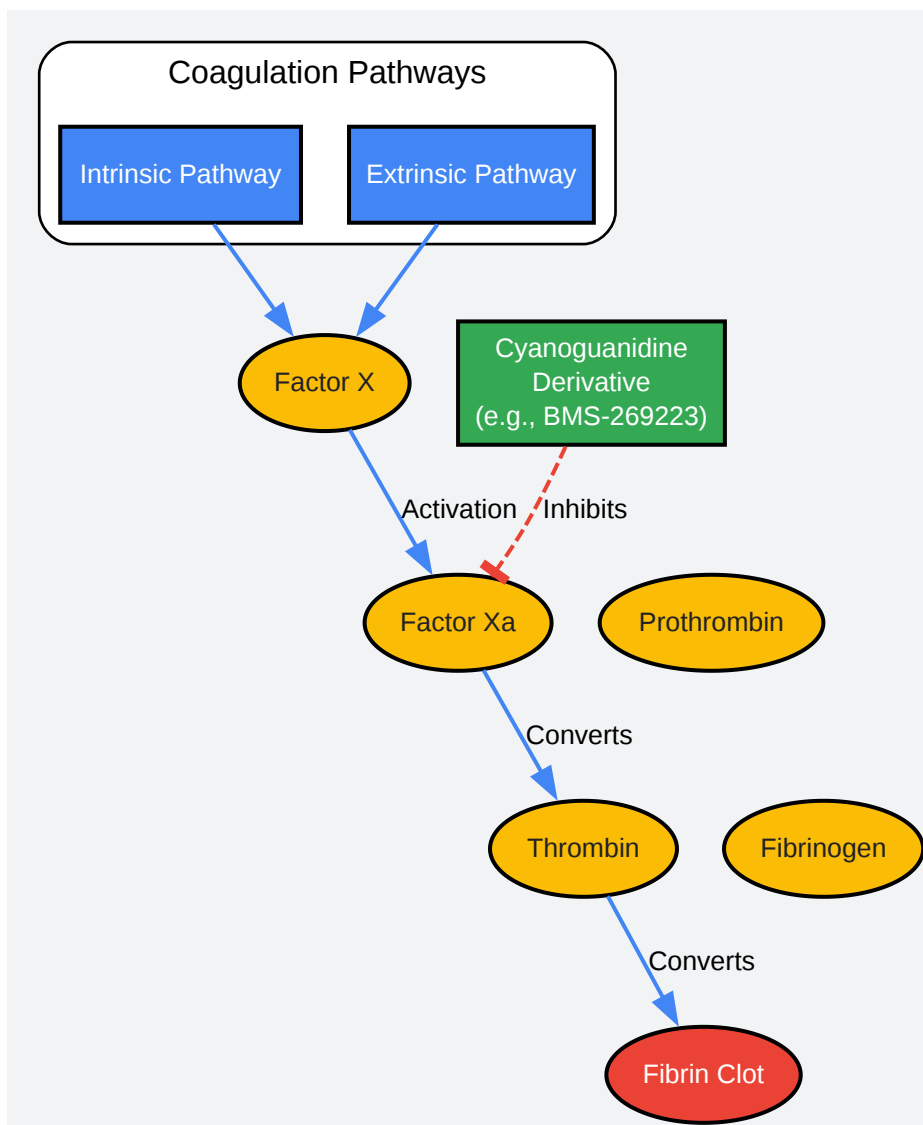 Coagulation Pathways
Intrinsic Pathway
Extrinsic Pathway
Factor X
Cyanoguanidine
Derivative
(e.g., BMS-269223)
Activation
Inhibits
Factor Xa
Prothrombin
Converts
Thrombin
Fibrinogen
Converts
Fibrin Clot